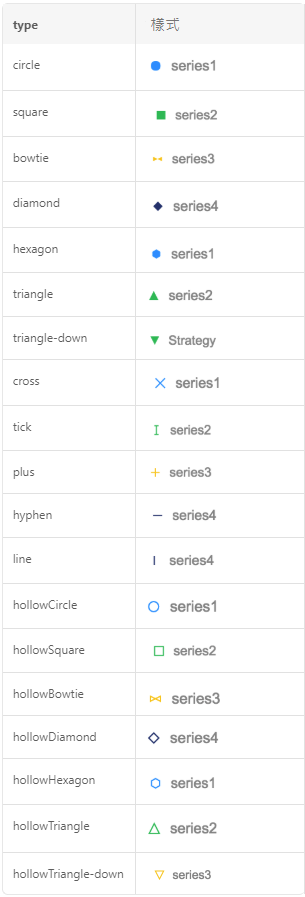 type 樣式
circle series1
square series2
bowtie series3
diamond series4
hexagon series1
triangle series2
triangle-down Strategy
cross series1
tick series2
plus series3
hyphen series4
line series4
hollowCircle series1
hollowSquare series2
hollowBowtie series3
hollowDiamond series4
hollowHexagon series1
hollowTriangle series2
hollowTriangle-down series3